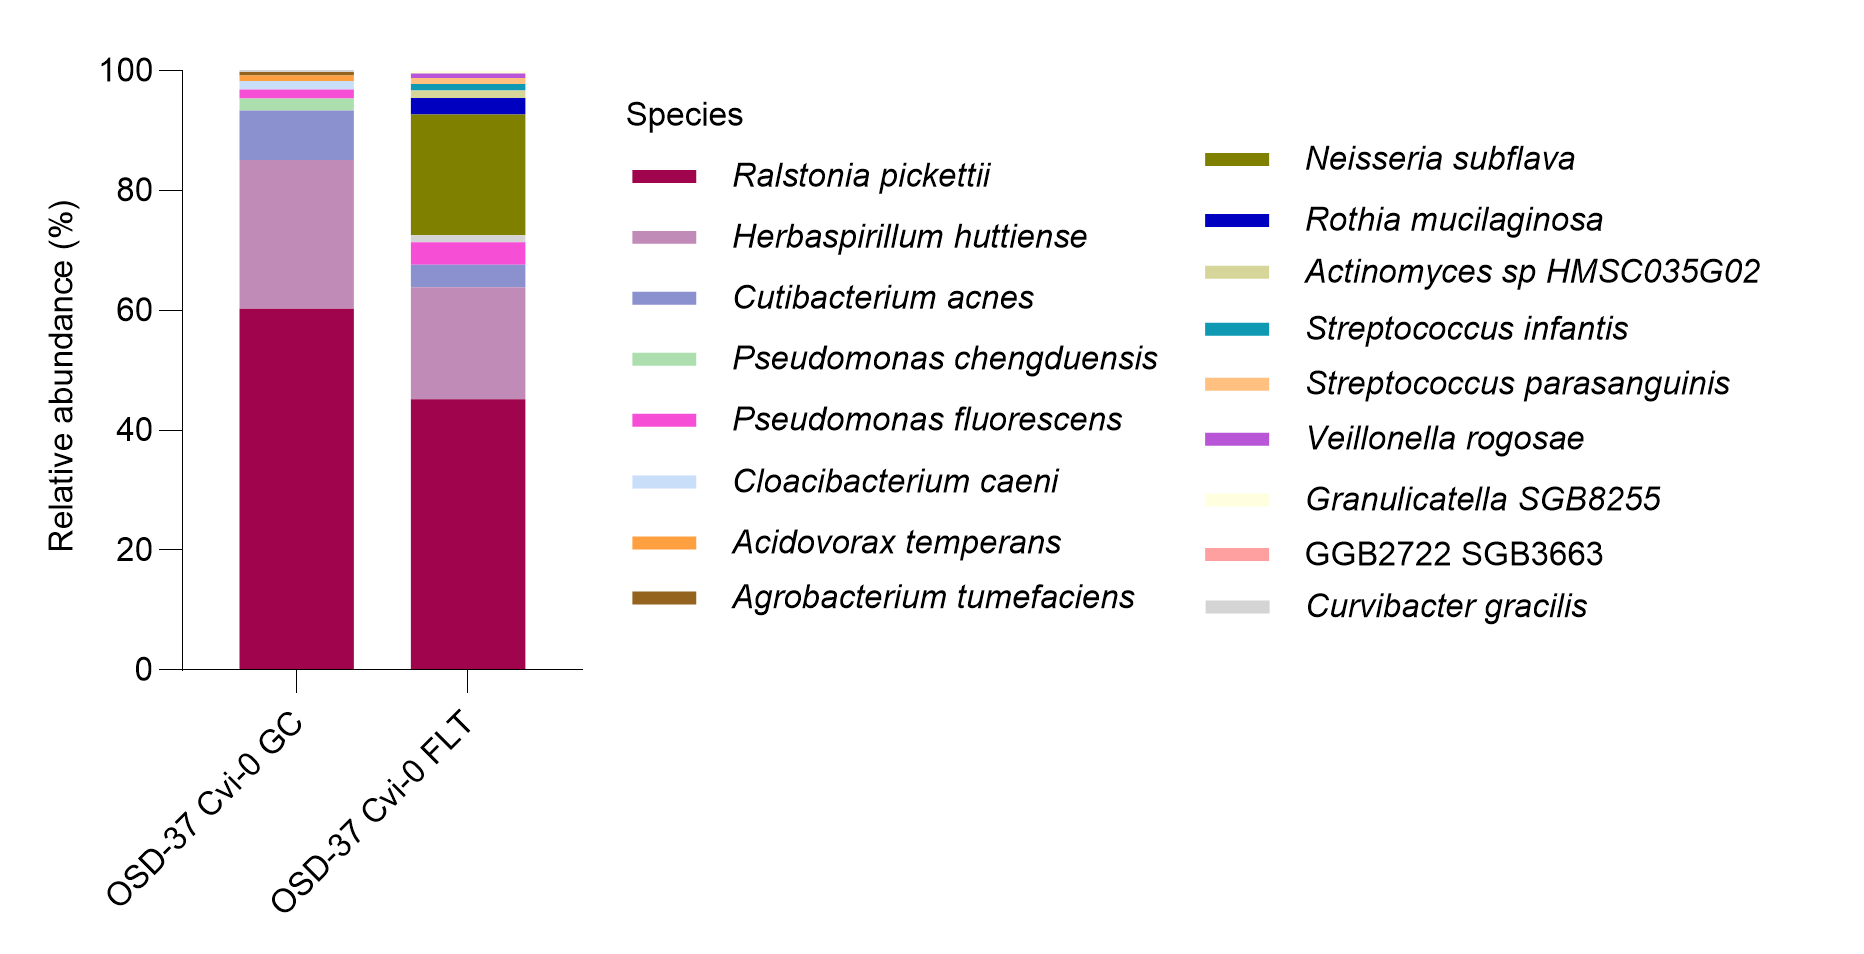 100
80
60
40
20
0
Relative abundance (%)
OSD-37 Cvi-0 GC
OSD-37 Cvi-0 FLT
Species
Ralstonia pickettii
Herbaspirillum huttiense
Cutibacterium acnes
Pseudomonas chengduensis
Pseudomonas fluorescens
Cloacibacterium caeni
Acidovorax temperans
Agrobacterium tumefaciens
Neisseria subflava
Rothia mucilaginosa
Actinomyces sp HMSC035G02
Streptococcus infantis
Streptococcus parasanguinis
Veillonella rogosae
Granulicatella SGB8255
GGB2722 SGB3663
Curvibacter gracilis